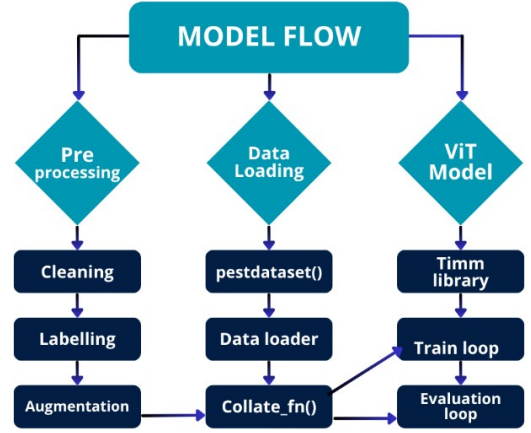 MODEL FLOW
Pre
processing
Data
Loading
ViT
Model
Cleaning
pestdataset()
Timm
library
Labelling
Data loader
Train loop
Augmentation
Collate_fn()
Evaluation
loop